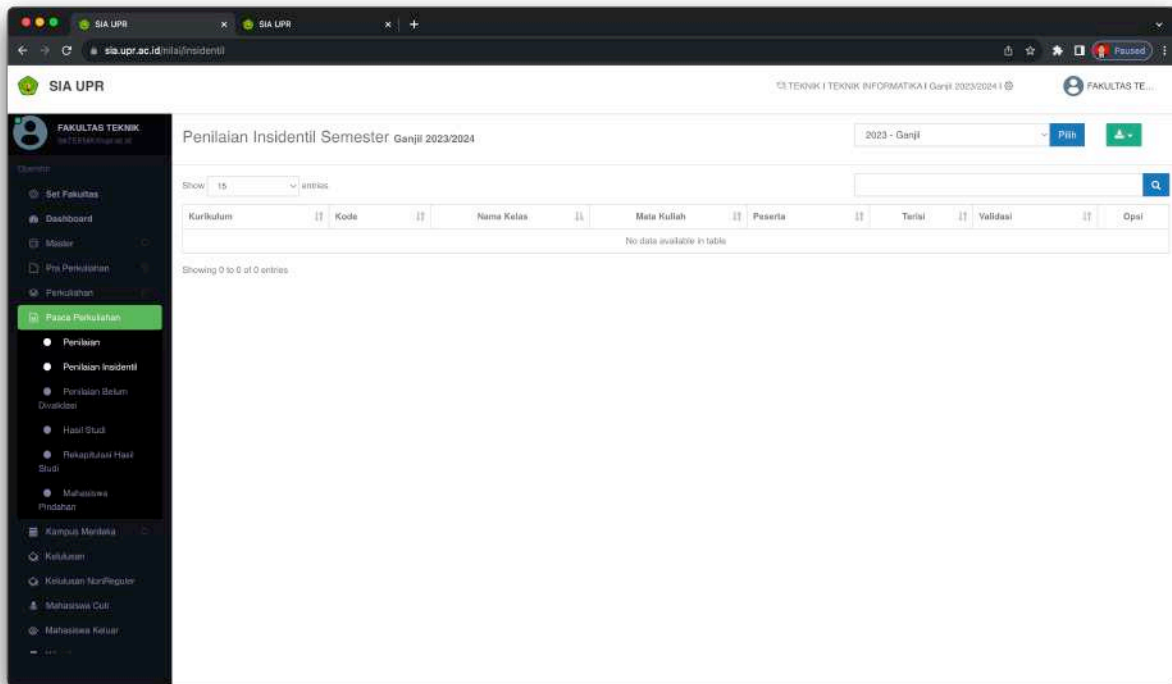 SIA UPR
SIA UPR
sia.upr.ac.id/nilai/insidentil
Paused
SIA UPR
TEKNIK I TEKNIK INFORMATIKA I Ganjil 2023/2024 I
FAKULTAS TE...
FAKULTAS TEKNIK
Operator
Set Fakultas
Dashboard
Master
Pra Perkuliahan
Perkuliahan
Pasca Perkuliahan
Penilaian
Penilaian Insidentil
Penilaian Belum
Divalidasi
Hasil Studi
Rekapitulasi Hasil
Studi
Mahasiswa
Pindahan
Kampus Merdeka
Kelulusan
Kelulusan NonReguler
Mahasiswa Cuti
Mahasiswa Keluar
Penilaian Insidentil Semester Ganjil 2023/2024
2023 - Ganjil
Pilih
Show 15 entries
Kurikulum Kode Nama Kelas Mata Kuliah Peserta Terisi Validasi Opsi
No data available in table
Showing 0 to 0 of 0 entries